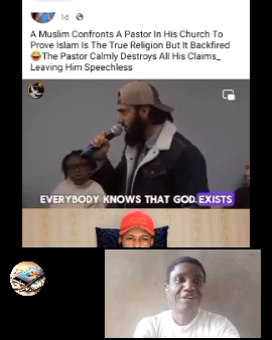 1d
A Muslim Confronts A Pastor In His Church To
Prove Islam Is The True Religion But It Backfired
😂The Pastor Calmly Destroys All His Claims_
Leaving Him Speechless
EVERYBODY KNOWS THAT GOD EXISTS